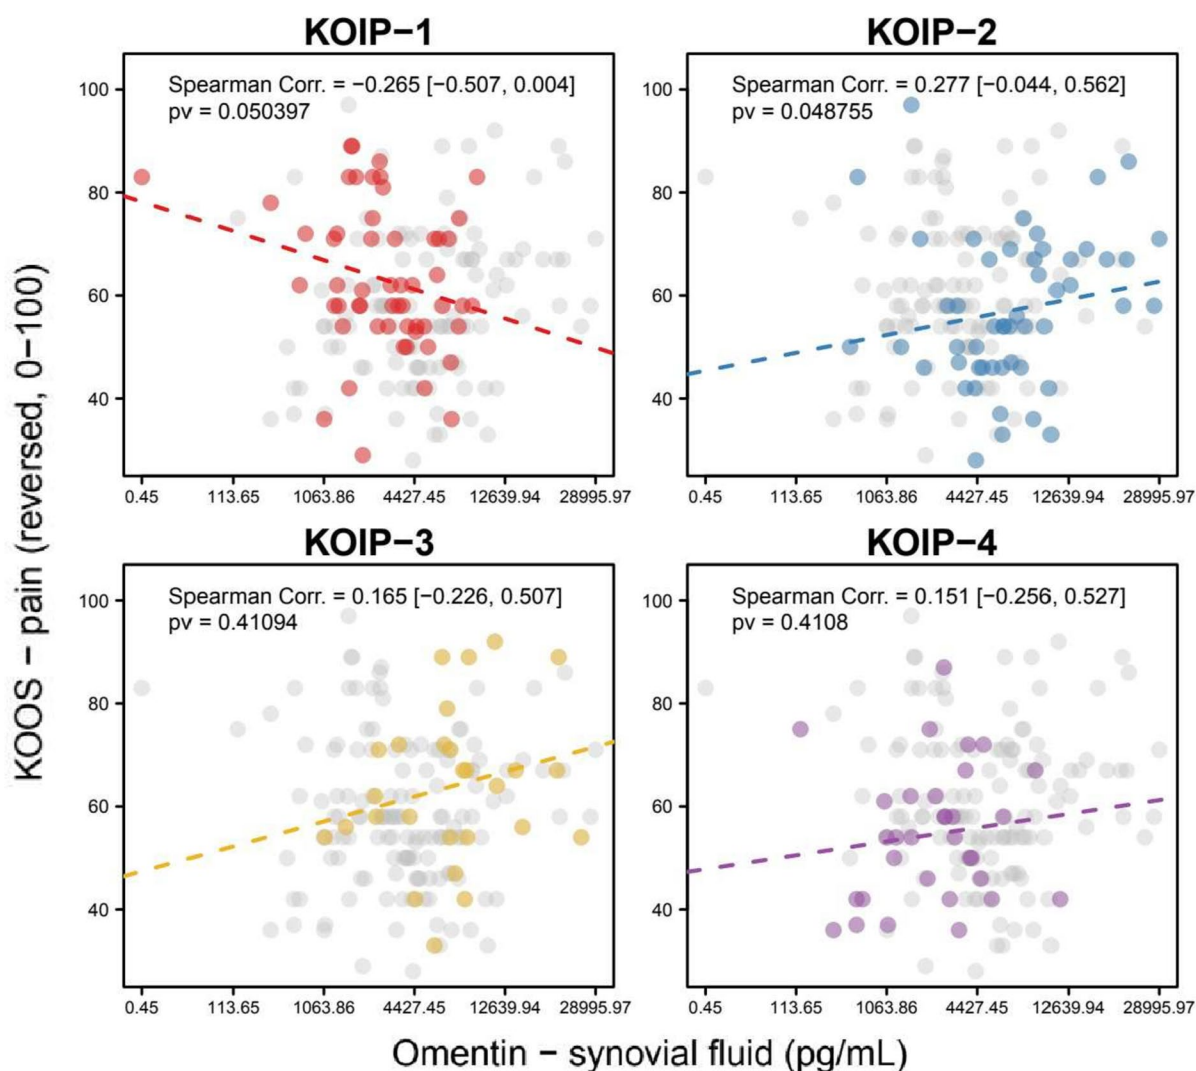 KOIP−1
Spearman Corr. = −0.265 [−0.507, 0.004]
pv = 0.050397
100
80
60
40
0.45 113.65 1063.86 4427.45 12639.94 28995.97
KOIP−2
Spearman Corr. = 0.277 [−0.044, 0.562]
pv = 0.048755
100
80
60
40
0.45 113.65 1063.86 4427.45 12639.94 28995.97
KOIP−3
Spearman Corr. = 0.165 [−0.226, 0.507]
pv = 0.41094
100
80
60
40
0.45 113.65 1063.86 4427.45 12639.94 28995.97
KOIP−4
Spearman Corr. = 0.151 [−0.256, 0.527]
pv = 0.4108
100
80
60
40
0.45 113.65 1063.86 4427.45 12639.94 28995.97
KOOS − pain (reversed, 0−100)
Omentin − synovial fluid (pg/mL)